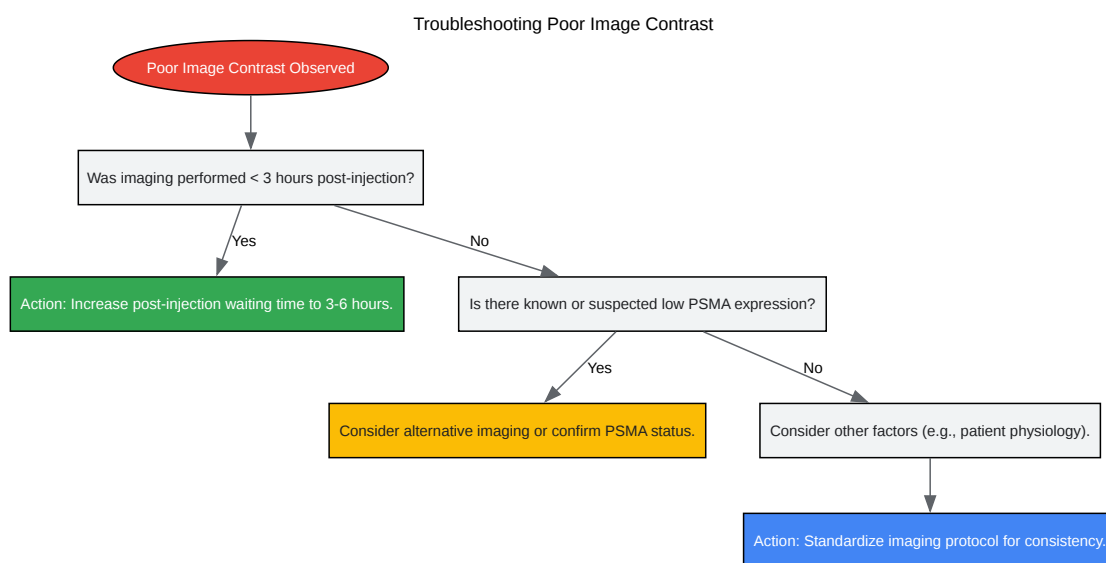 Troubleshooting Poor Image Contrast
Poor Image Contrast Observed
Was imaging performed < 3 hours post-injection?
Yes
No
Action: Increase post-injection waiting time to 3-6 hours.
Is there known or suspected low PSMA expression?
Yes
No
Consider alternative imaging or confirm PSMA status.
Consider other factors (e.g., patient physiology).
Action: Standardize imaging protocol for consistency.